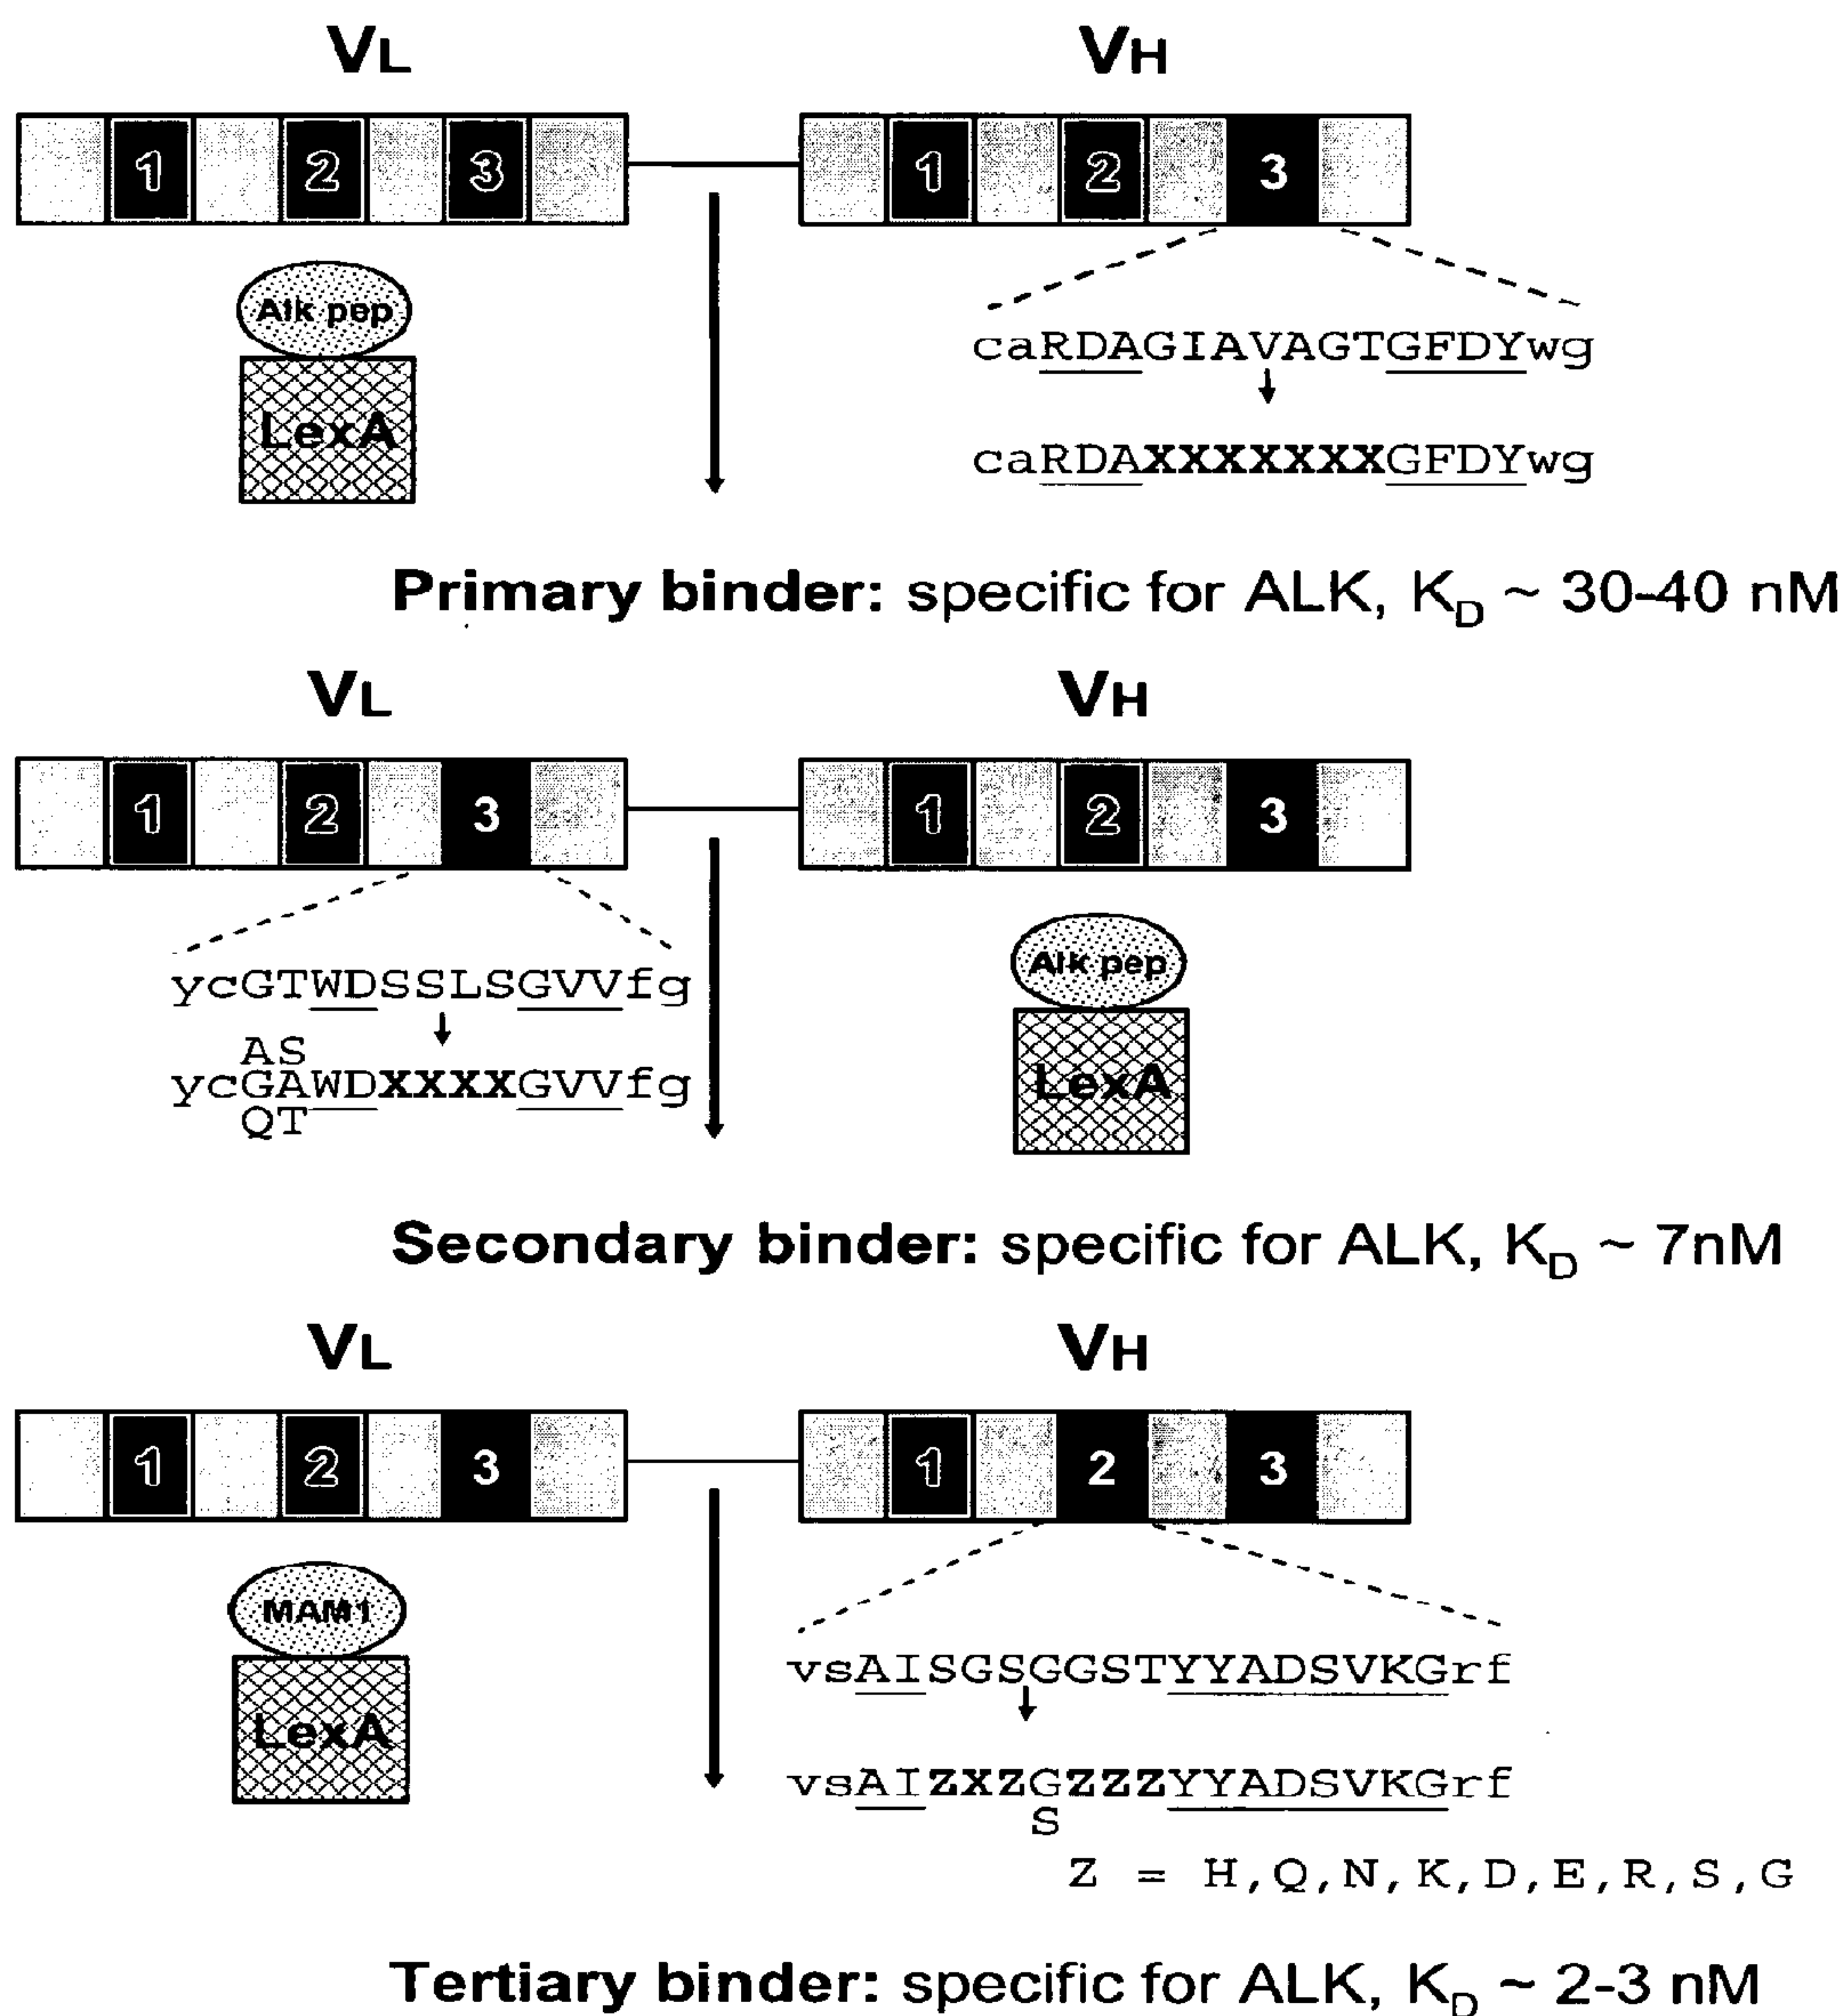 VL
VH
1
2
3
1
2
3
Alk pep
LexA
caRDAGIAVAGTGFDYwg
caRDAXXXXXXXGFDYwg
Primary binder: specific for ALK, KD ~ 30-40 nM
VL
VH
1
2
3
1
2
3
ycGTWDSSLSGVVfg
AS
ycGAWDXXXXGVVfg
QT
Alk pep
LexA
Secondary binder: specific for ALK, KD ~ 7nM
VL
VH
1
2
3
1
2
3
MAM1
LexA
vsAISGSGGSTYYADSVKGrf
vsAIZXZGZZZYYADSVKGrf
S
Z = H,Q,N,K,D,E,R,S,G
Tertiary binder: specific for ALK, KD ~ 2-3 nM